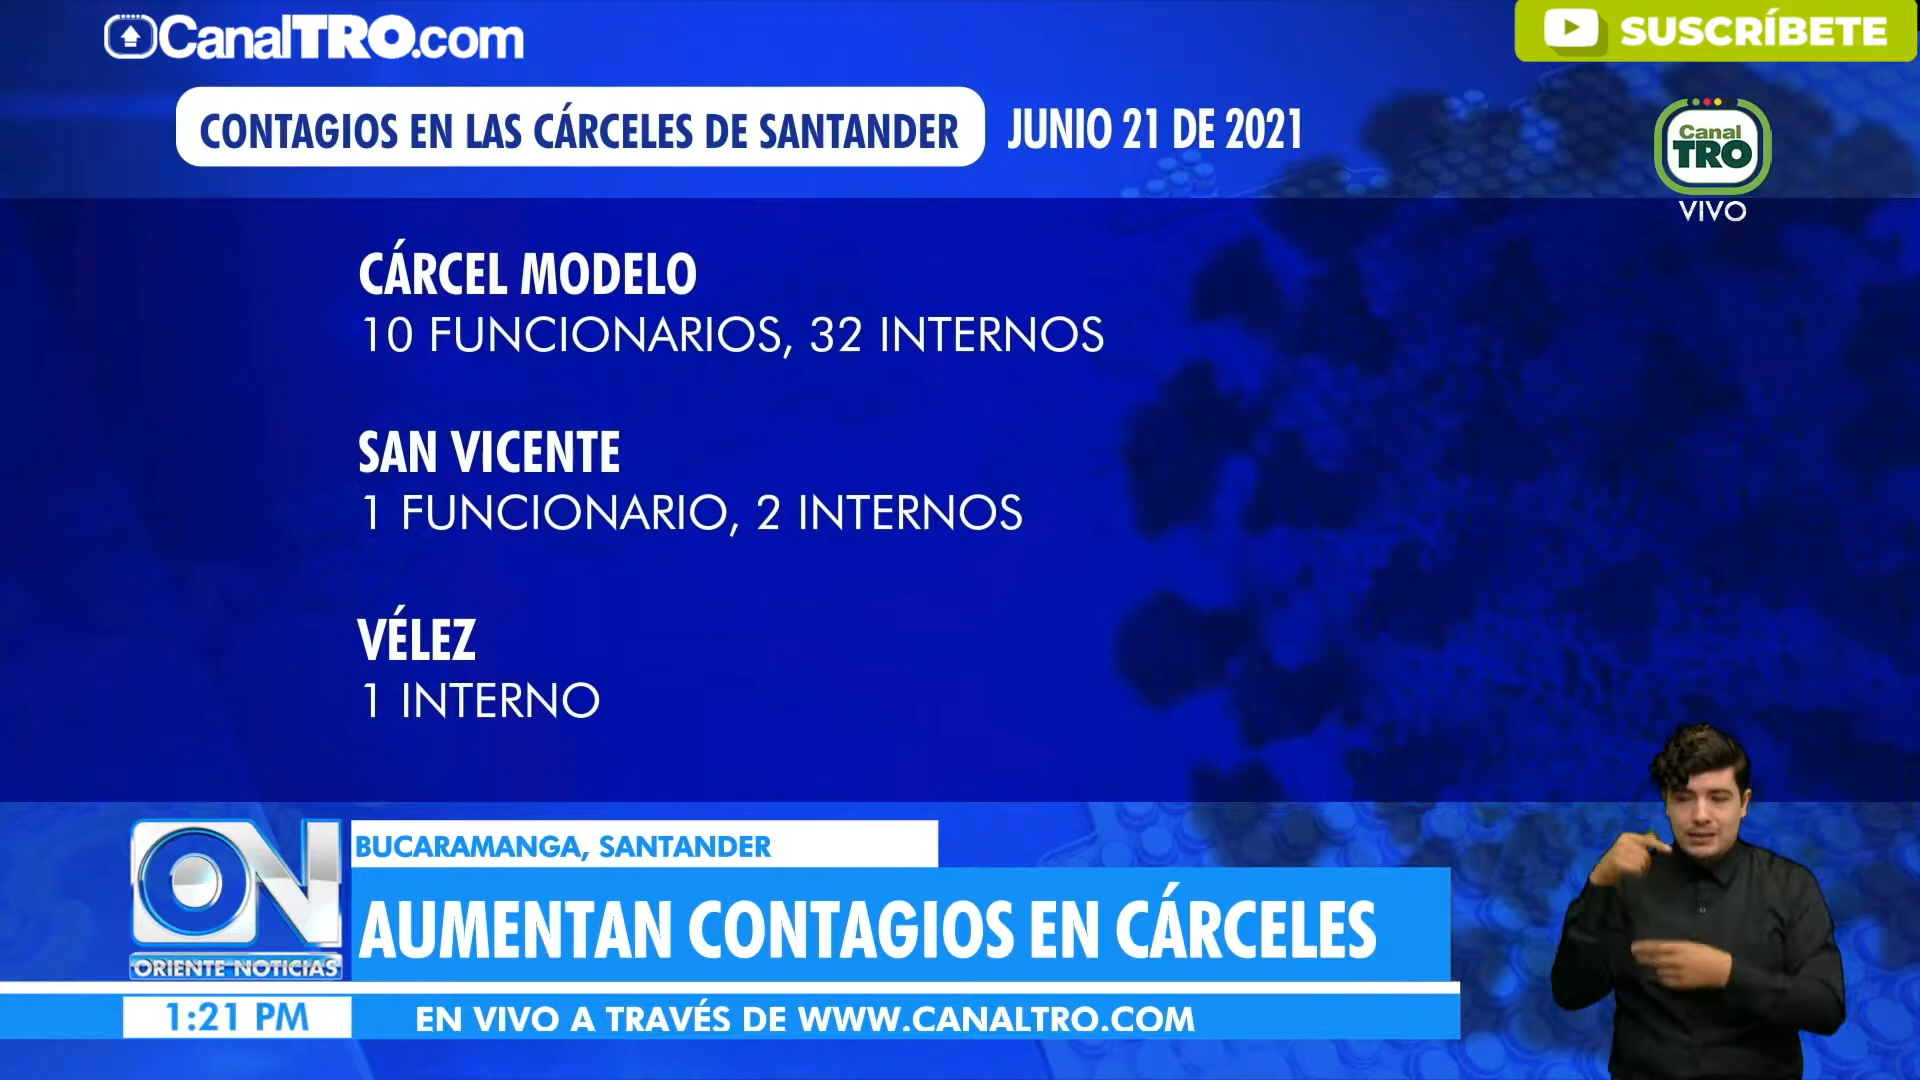 CanalTRO.com
SUSCRÍBETE
CONTAGIOS EN LAS CÁRCELES DE SANTANDER
JUNIO 21 DE 2021
Canal
TRO
VIVO
CÁRCEL MODELO
10 FUNCIONARIOS, 32 INTERNOS
SAN VICENTE
1 FUNCIONARIO, 2 INTERNOS
VÉLEZ
1 INTERNO
ON
ORIENTE NOTICIAS
BUCARAMANGA, SANTANDER
AUMENTAN CONTAGIOS EN CÁRCELES
1:21 PM
EN VIVO A TRAVÉS DE WWW.CANALTRO.COM